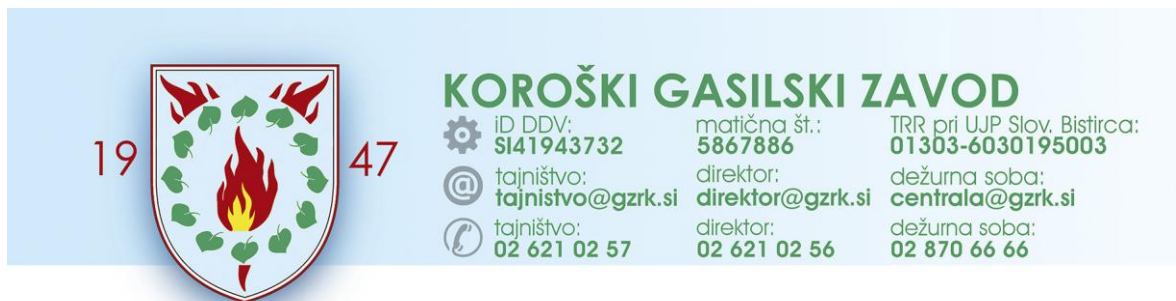 19
47
KOROŠKI GASILSKI ZAVOD
iD DDV:
SI41943732
matična št.:
5867886
TRR pri UJP Slov. Bistirca:
01303-6030195003
@
tajništvo:
tajnistvo@gzrk.si
direktor:
direktor@gzrk.si
dežurna soba:
centrala@gzrk.si
tajništvo:
02 621 02 57
direktor:
02 621 02 56
dežurna soba:
02 870 66 66